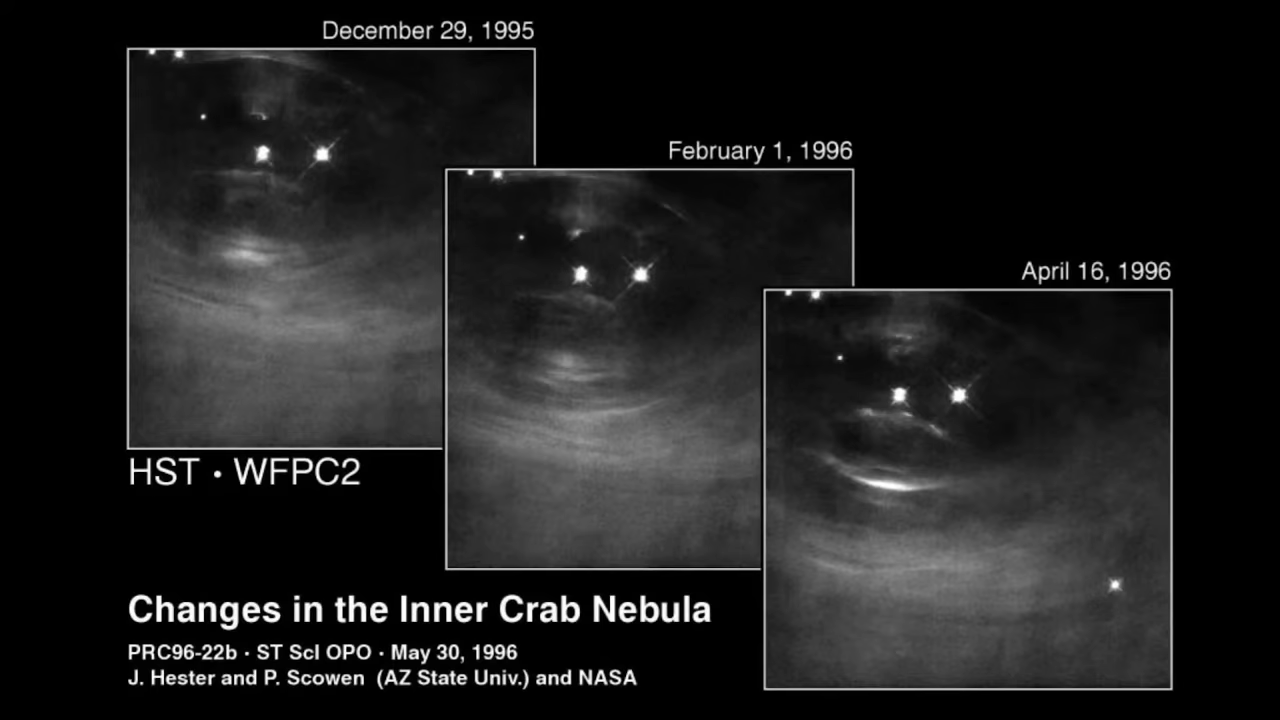 December 29, 1995
February 1, 1996
April 16, 1996
HST • WFPC2
Changes in the Inner Crab Nebula
PRC96-22b · ST ScI OPO · May 30, 1996
J. Hester and P. Scowen (AZ State Univ.) and NASA